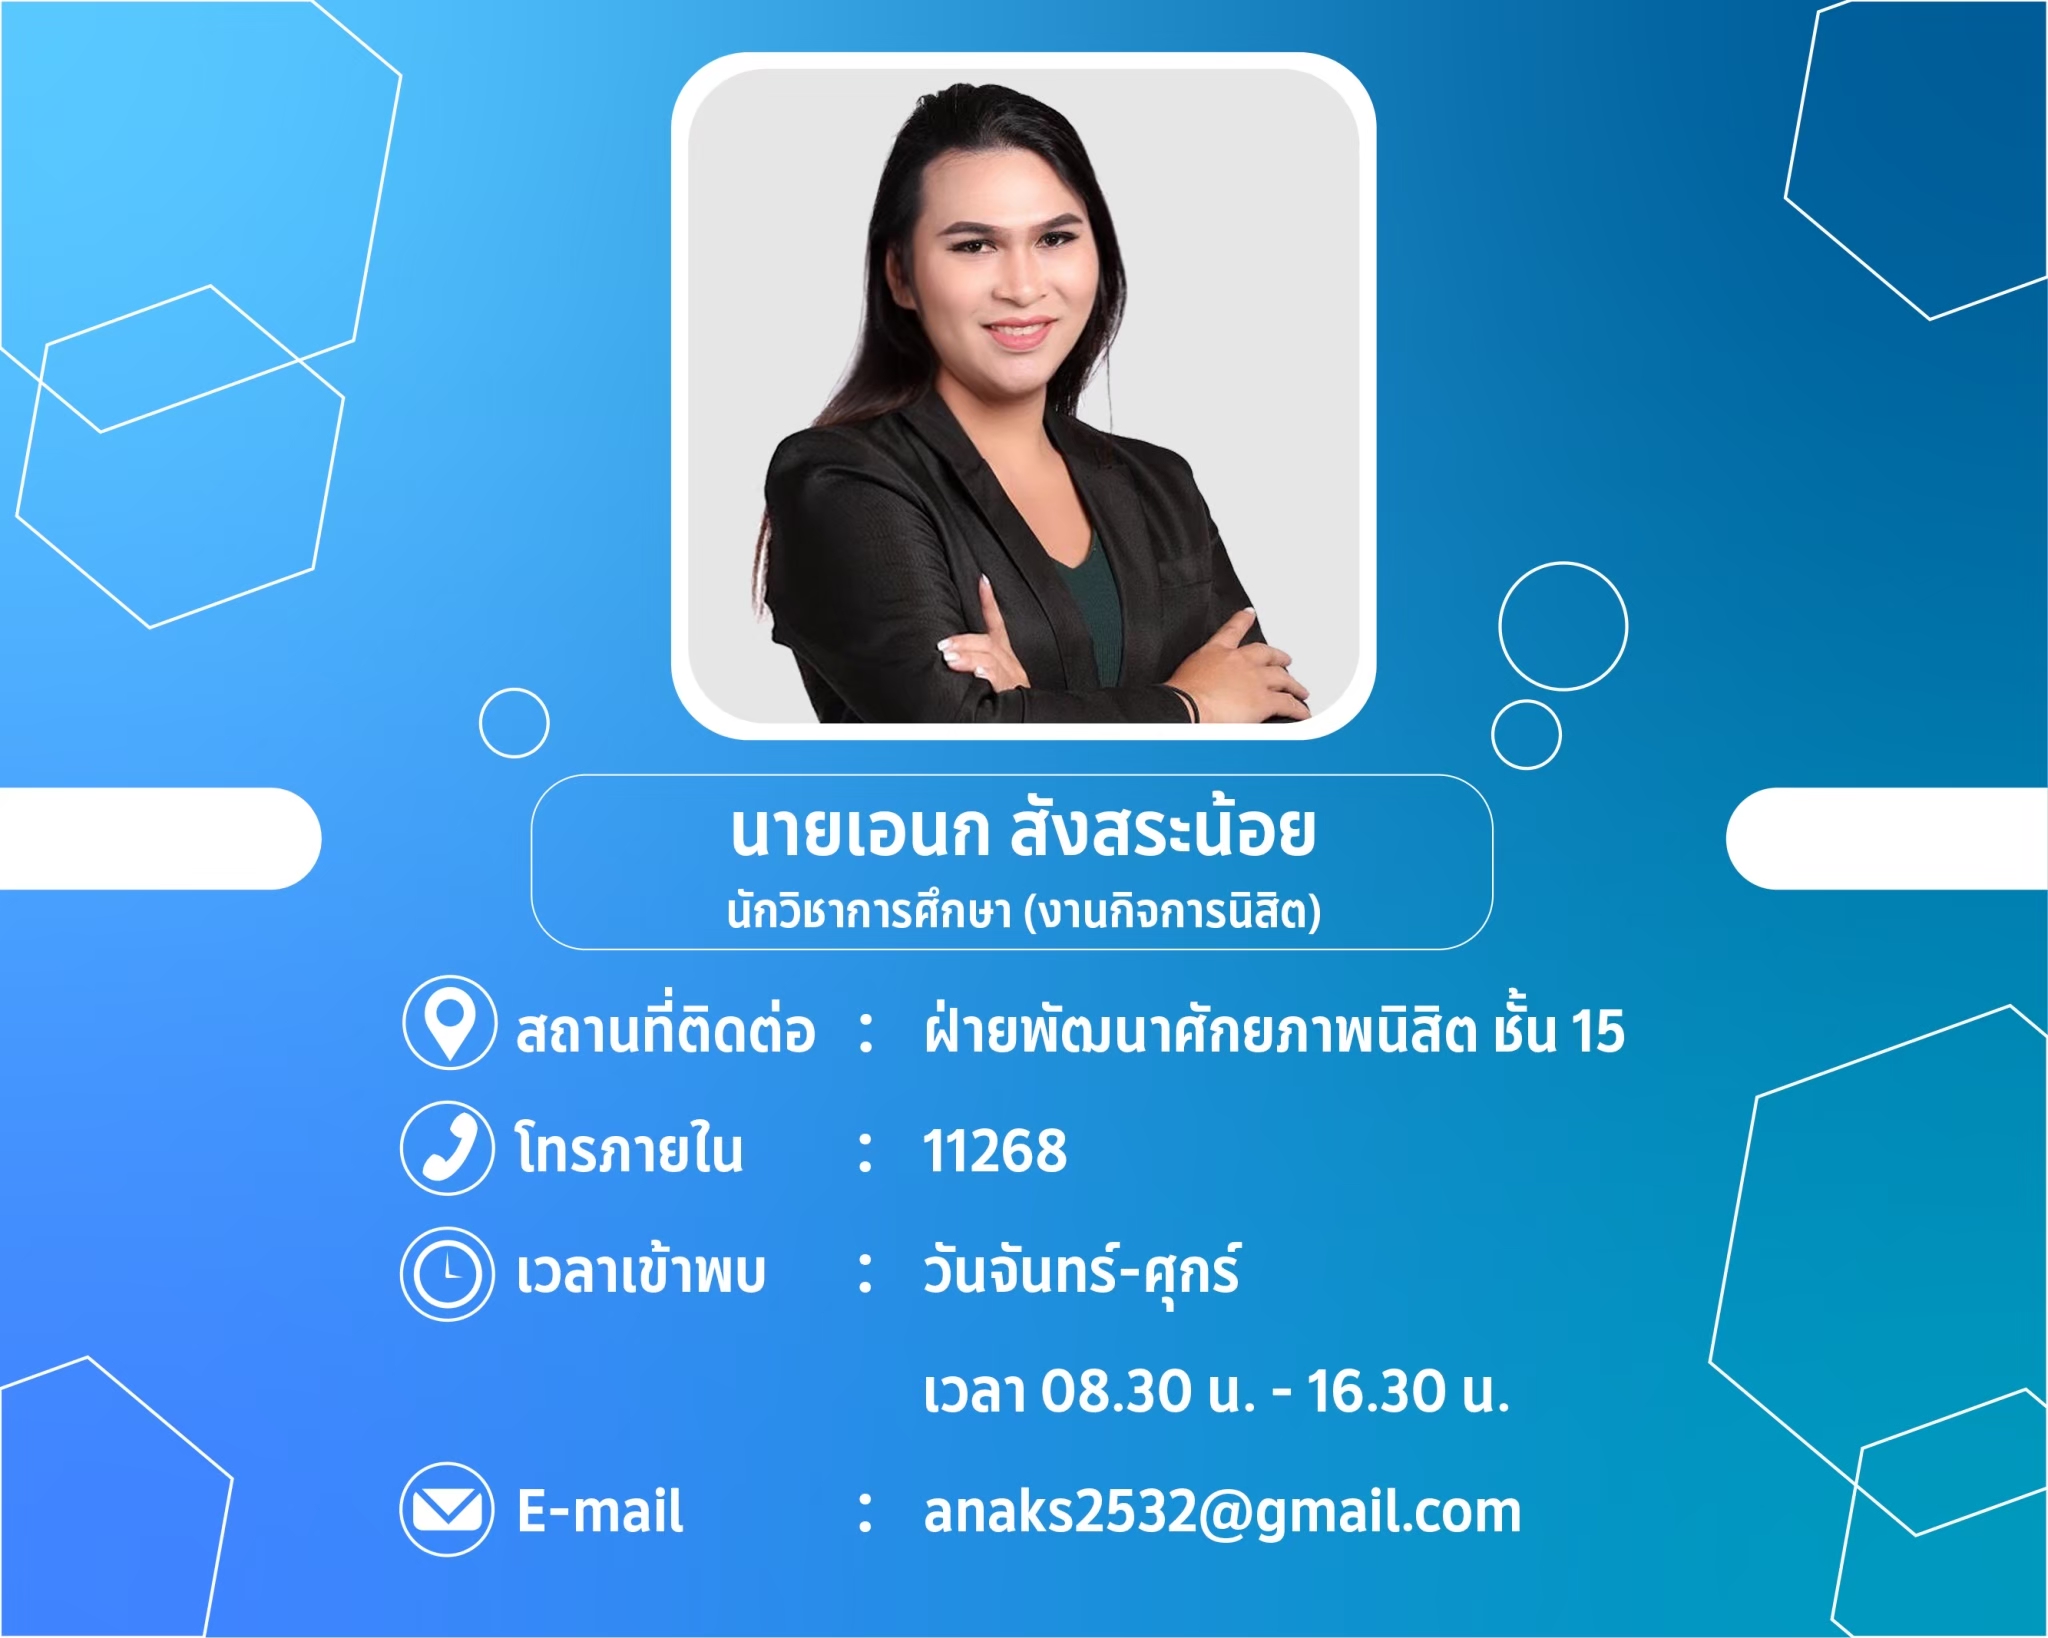 นายเอนก สังสระน้อย
นักวิชาการศึกษา (งานกิจการนิสิต)
สถานที่ติดต่อ : ฝ่ายพัฒนาศักยภาพนิสิต ชั้น 15
โทรภายใน : 11268
เวลาเข้าพบ : วันจันทร์-ศุกร์
เวลา 08.30 น. - 16.30 น.
E-mail : anaks2532@gmail.com